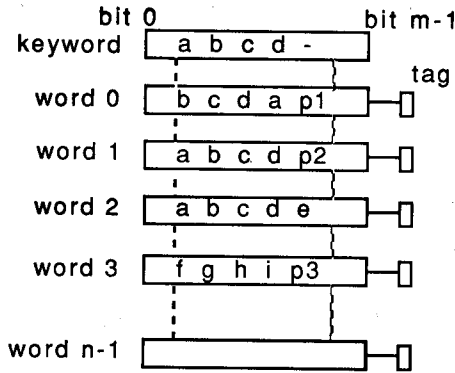 bit 0 bit m-1
keyword a b c d -
tag
word 0 b c d a p1
word 1 a b c d p2
word 2 a b c d e
word 3 f g h i p3
word n-1